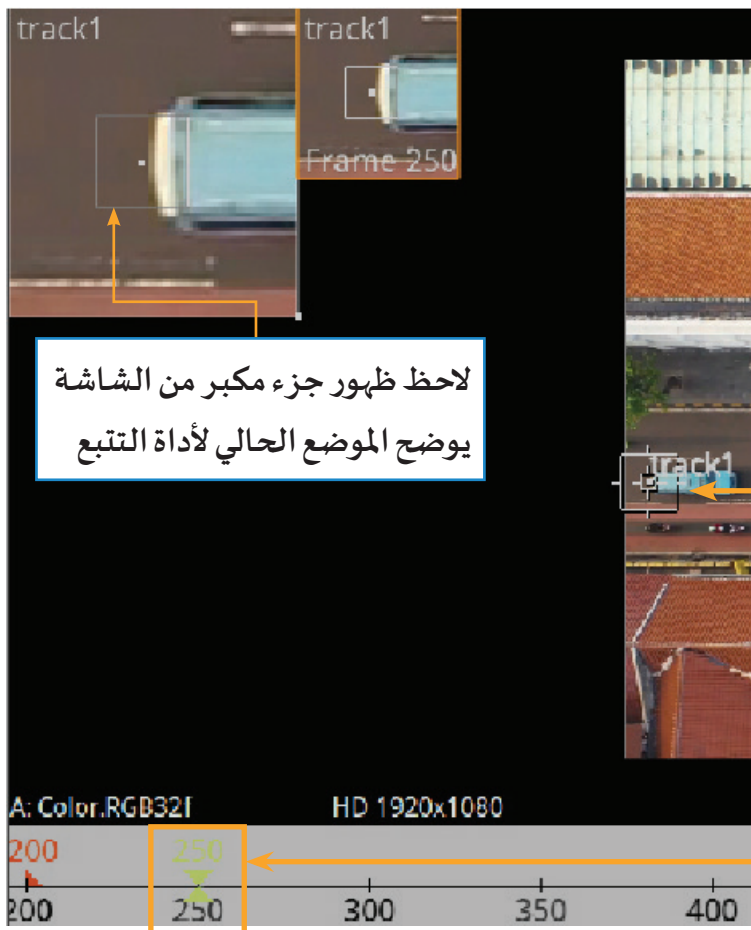 track1
track1
Frame 250
لاحظ ظهور جزء مكبر من الشاشة
يوضح الموضع الحالي لأداة التتبع
track1
A: Color.RGB32f
HD 1920x1080
200
250
200
250
300
350
400